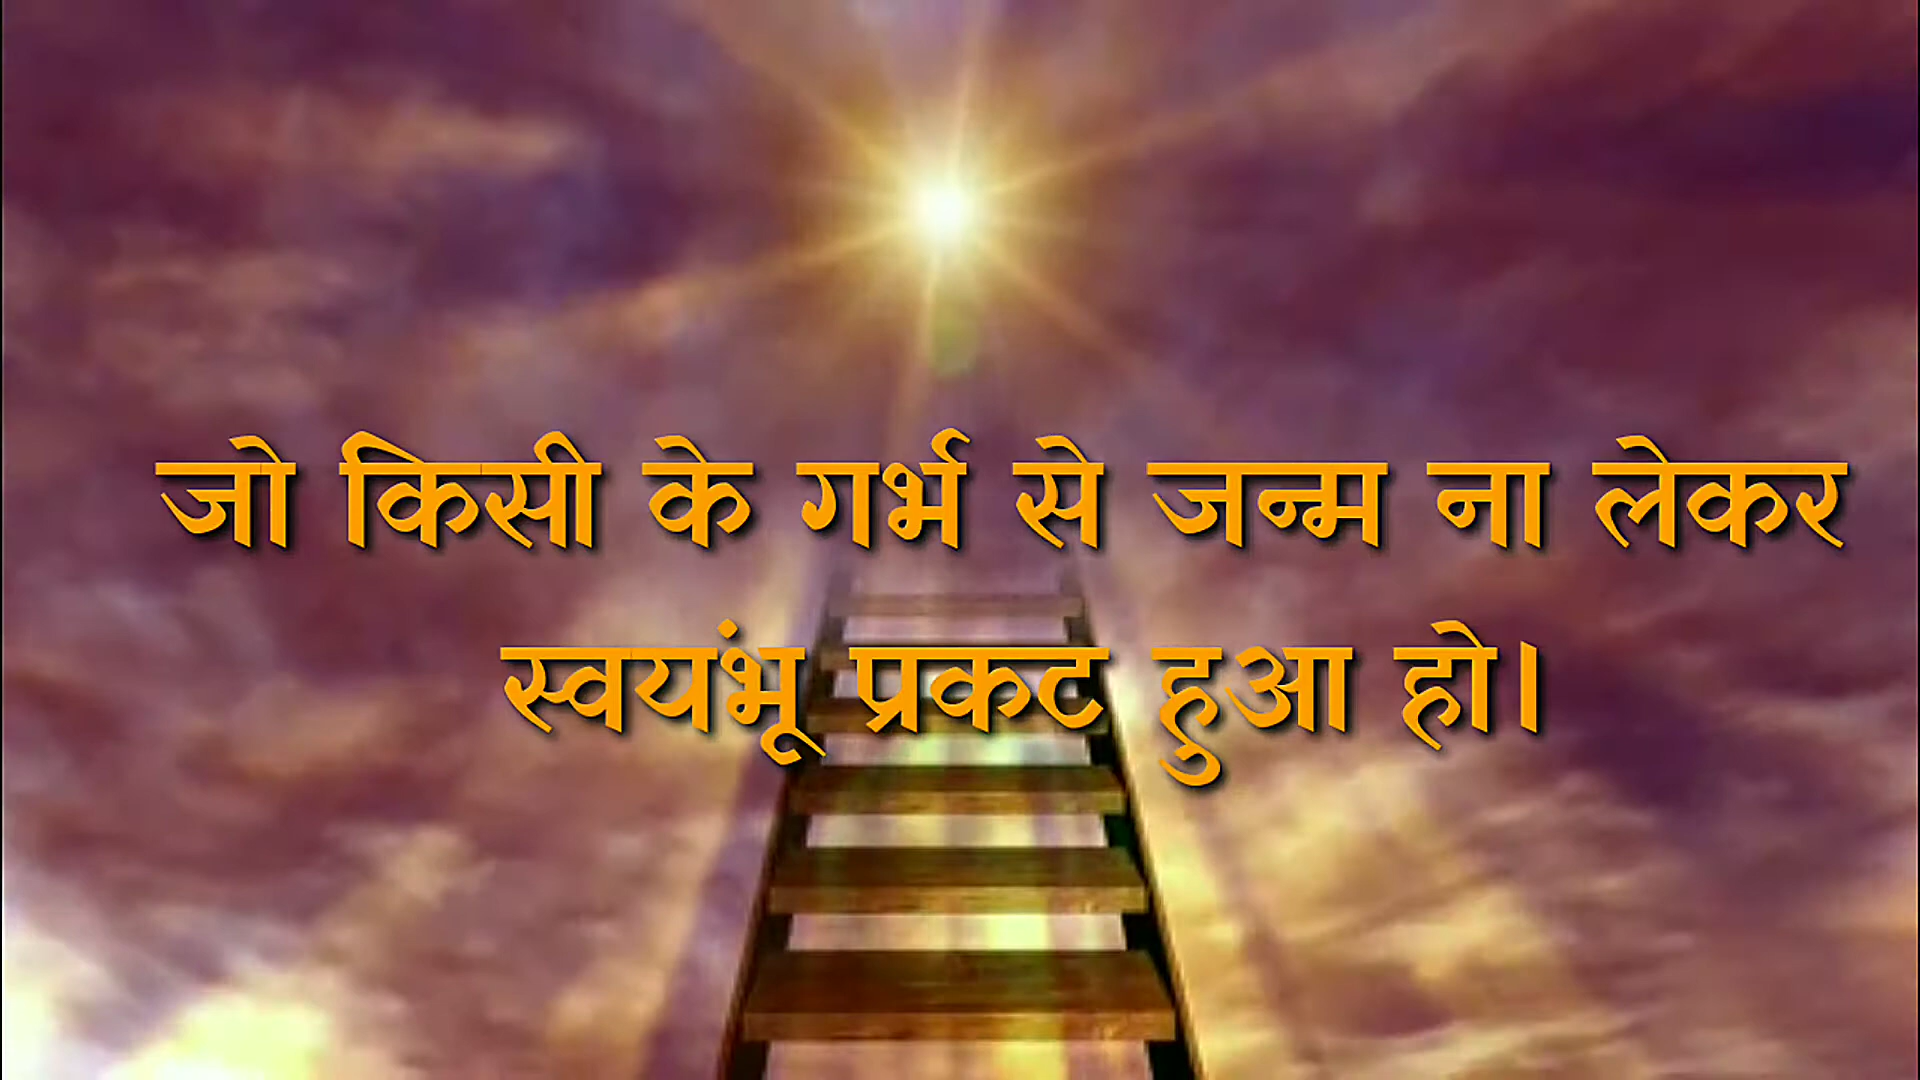 जो किसी के गर्भ से जन्म ना लेकर
स्वयंभू प्रकट हुआ हो।